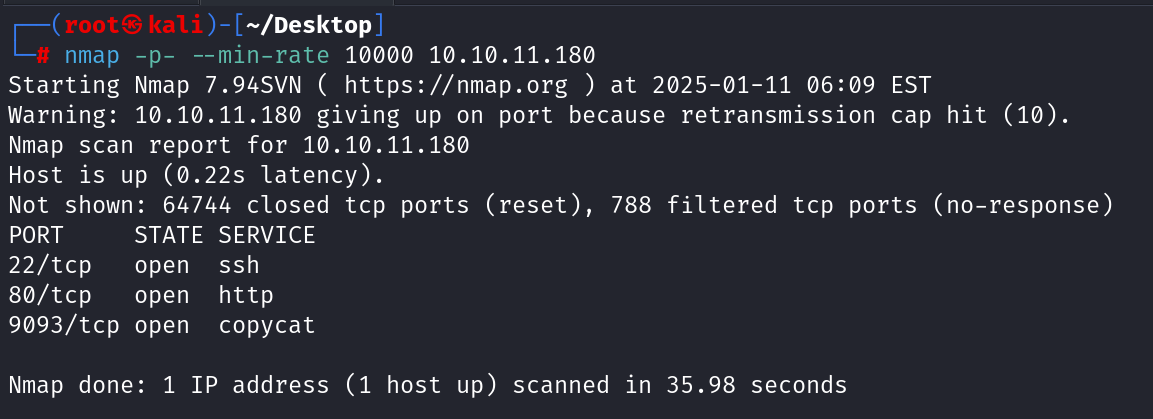 ┌──(root㉿kali)-[~/Desktop]
└─# nmap -p- --min-rate 10000 10.10.11.180
Starting Nmap 7.94SVN ( https://nmap.org ) at 2025-01-11 06:09 EST
Warning: 10.10.11.180 giving up on port because retransmission cap hit (10).
Nmap scan report for 10.10.11.180
Host is up (0.22s latency).
Not shown: 64744 closed tcp ports (reset), 788 filtered tcp ports (no-response)
PORT     STATE SERVICE
22/tcp   open  ssh
80/tcp   open  http
9093/tcp open  copycat
Nmap done: 1 IP address (1 host up) scanned in 35.98 seconds